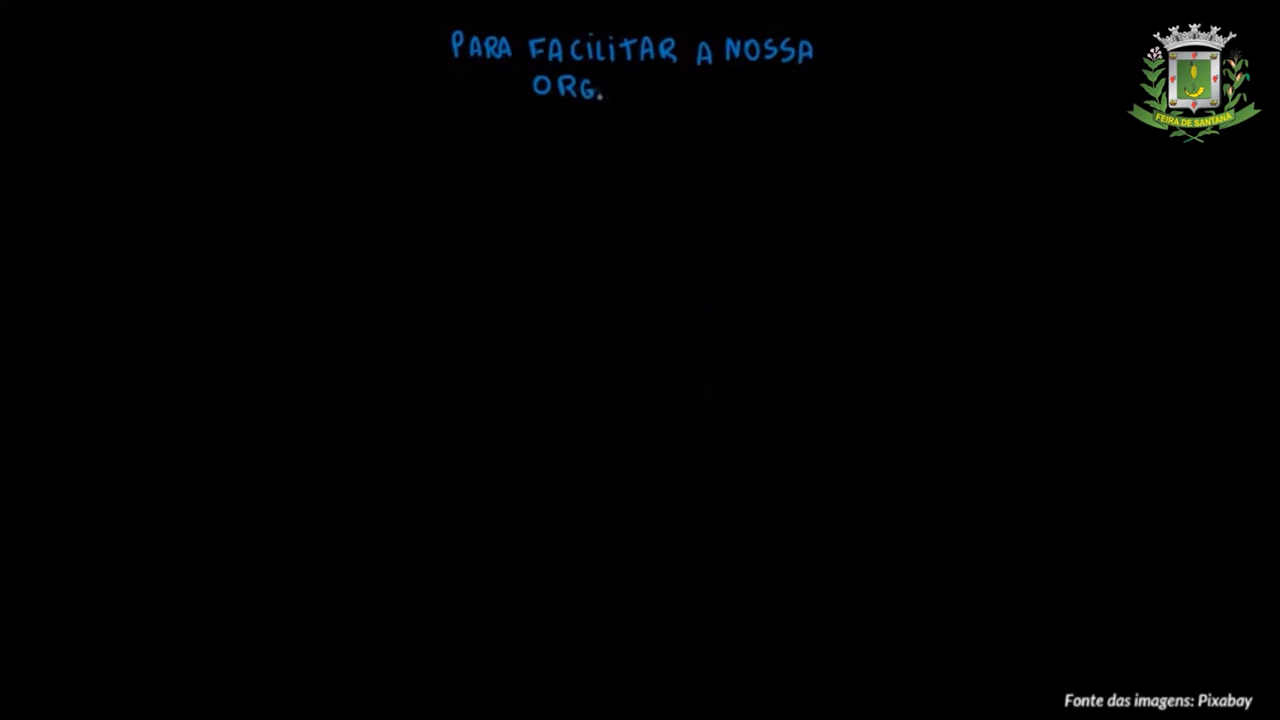 PARA FACILITAR A NOSSA
ORG.
FEIRA DE SANTANA
Fonte das imagens: Pixabay